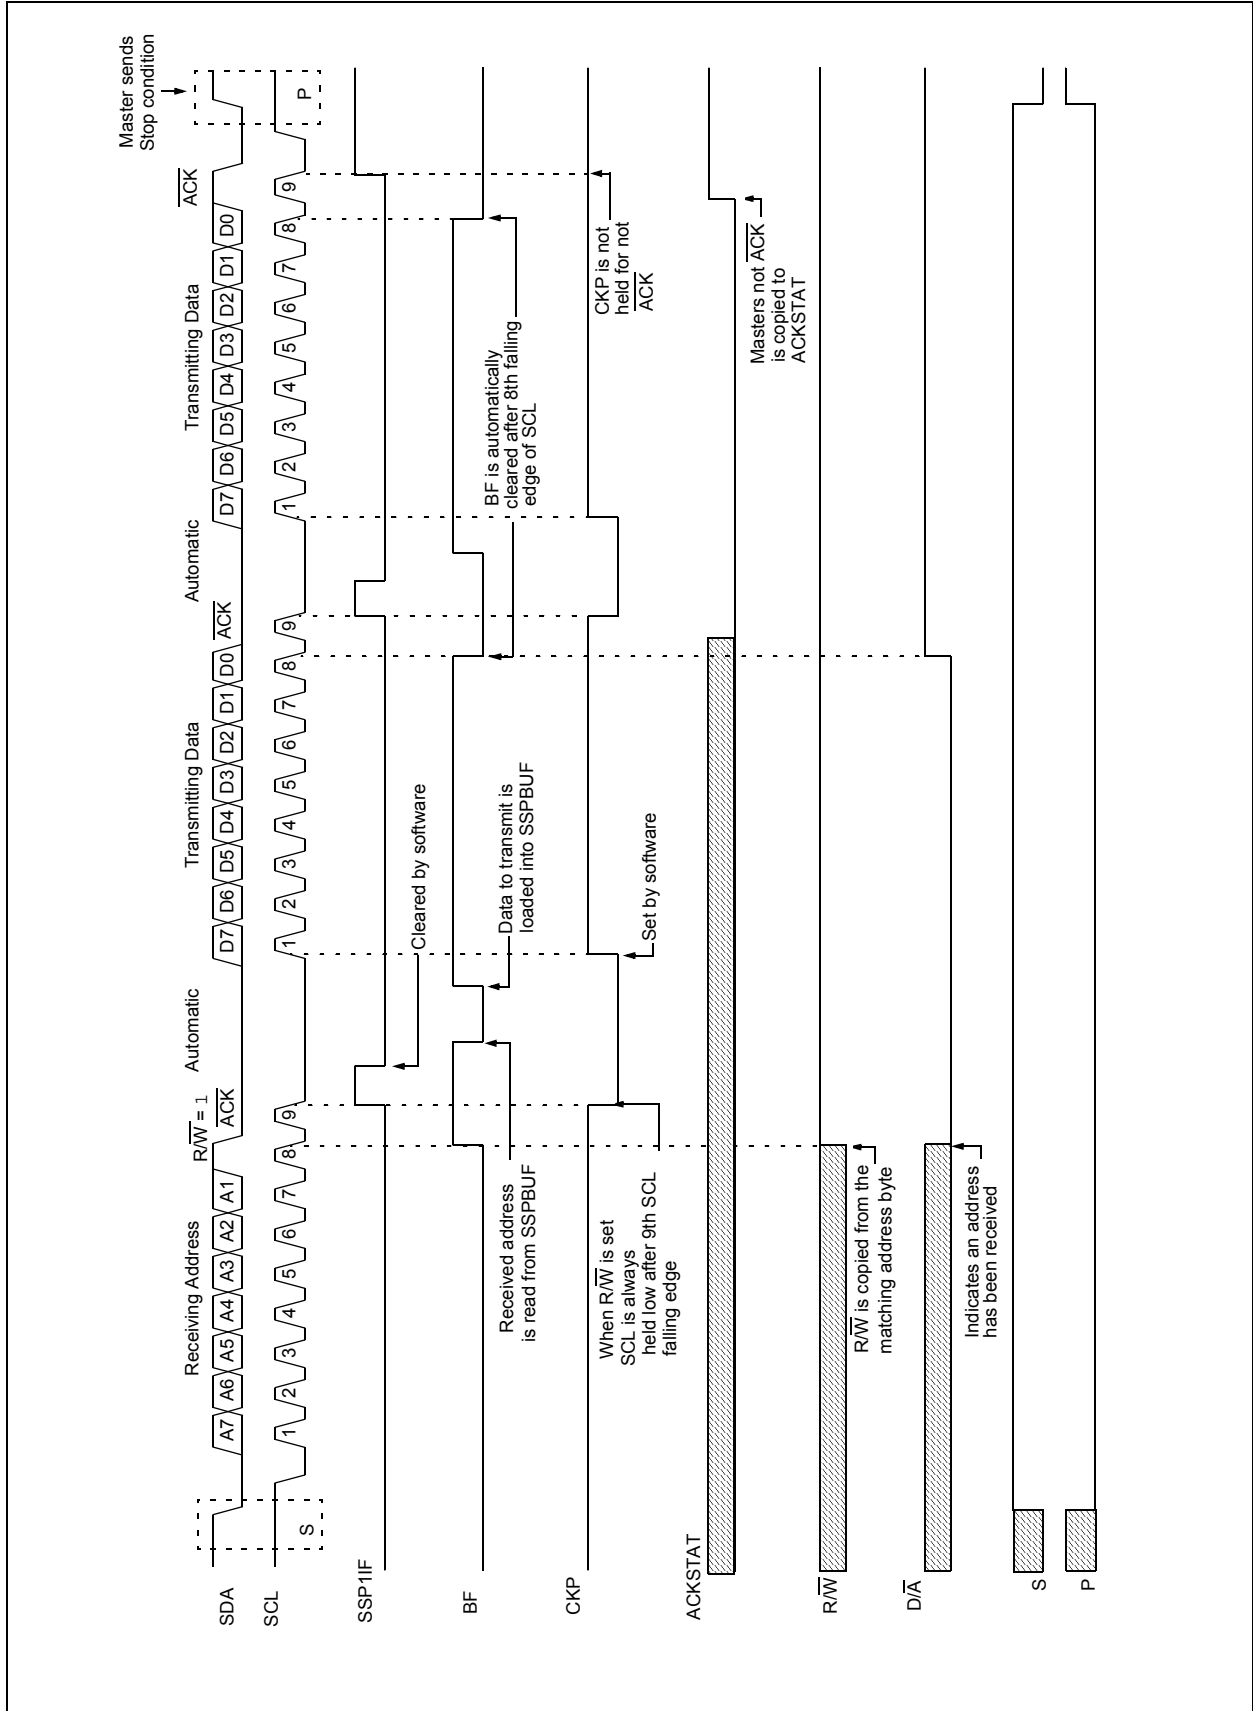 Master sends
Stop condition
Receiving Address
R/W = 1
Automatic
Transmitting Data
Automatic
Transmitting Data
ACK
ACK
ACK
SDA
A7
A6
A5
A4
A3
A2
A1
D7
D6
D5
D4
D3
D2
D1
D0
D7
D6
D5
D4
D3
D2
D1
D0
SCL
S
1
2
3
4
5
6
7
8
9
1
2
3
4
5
6
7
8
9
1
2
3
4
5
6
7
8
9
P
SSP1IF
Cleared by software
BF
Received address
is read from SSPBUF
Data to transmit is
loaded into SSPBUF
BF is automatically
cleared after 8th falling
edge of SCL
CKP
When R/W is set
SCL is always
held low after 9th SCL
falling edge
Set by software
CKP is not
held for not
ACK
ACKSTAT
Masters not ACK
is copied to
ACKSTAT
R/W
R/W is copied from the
matching address byte
D/A
Indicates an address
has been received
S
P